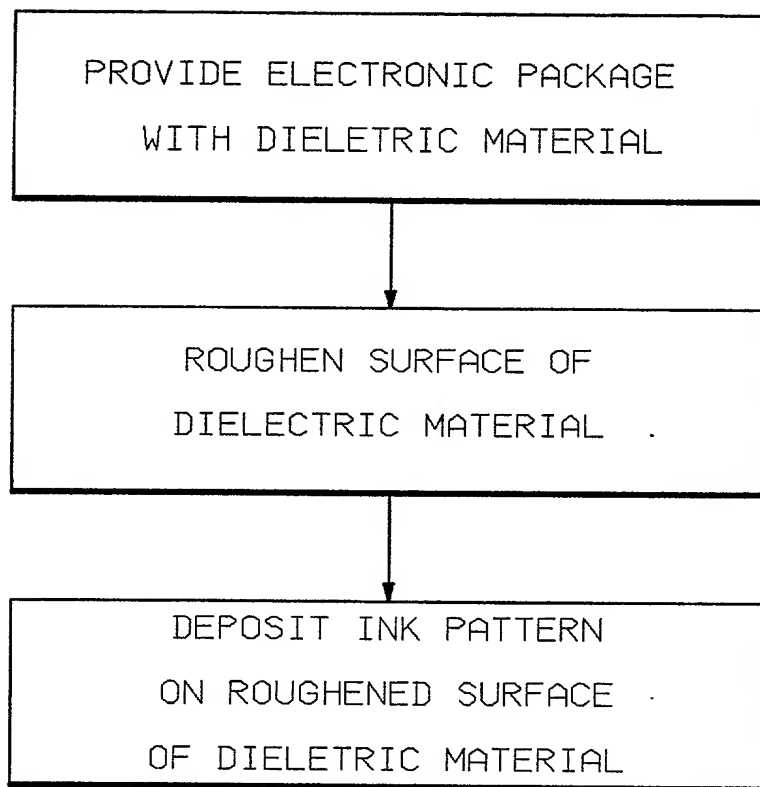 PROVIDE ELECTRONIC PACKAGE
WITH DIELETRIC MATERIAL
ROUGHEN SURFACE OF
DIELECTRIC MATERIAL
DEPOSIT INK PATTERN
ON ROUGHENED SURFACE
OF DIELETRIC MATERIAL